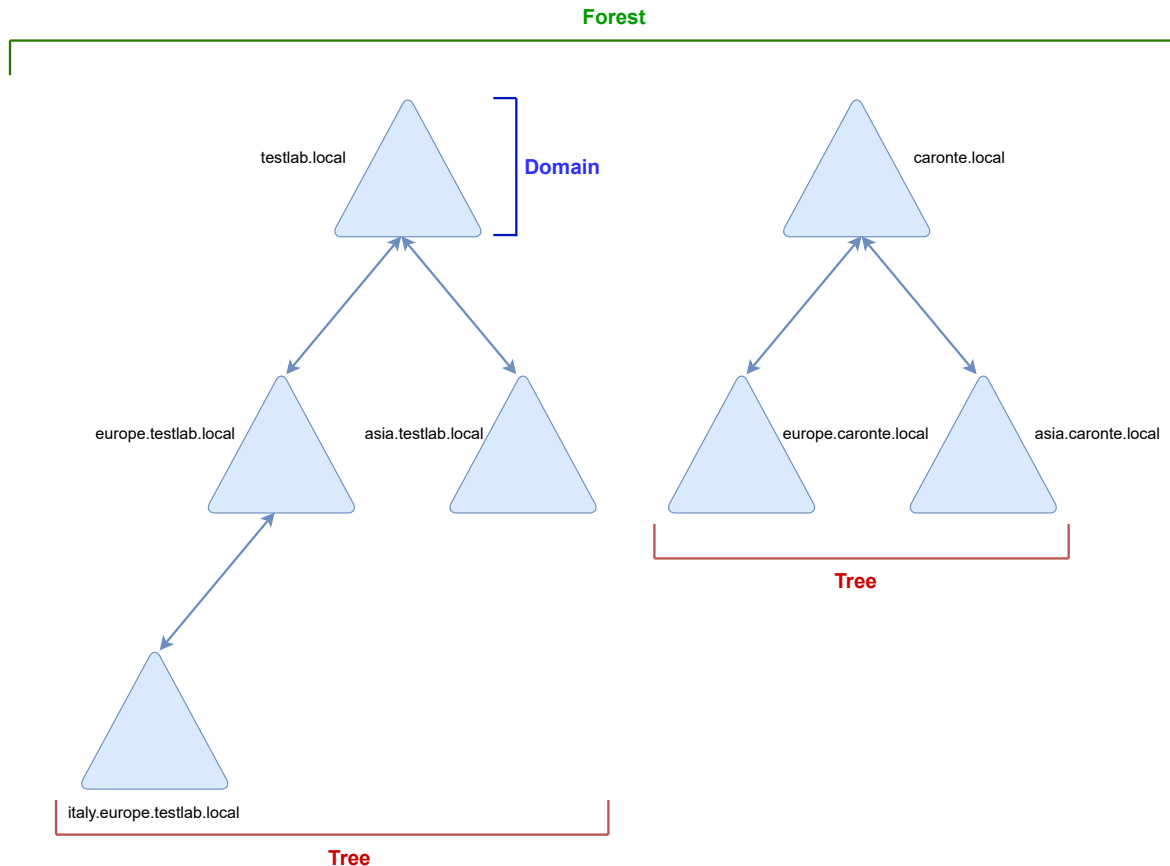 Forest
testlab.local
Domain
caronte.local
europe.testlab.local
asia.testlab.local
europe.caronte.local
asia.caronte.local
Tree
italy.europe.testlab.local
Tree